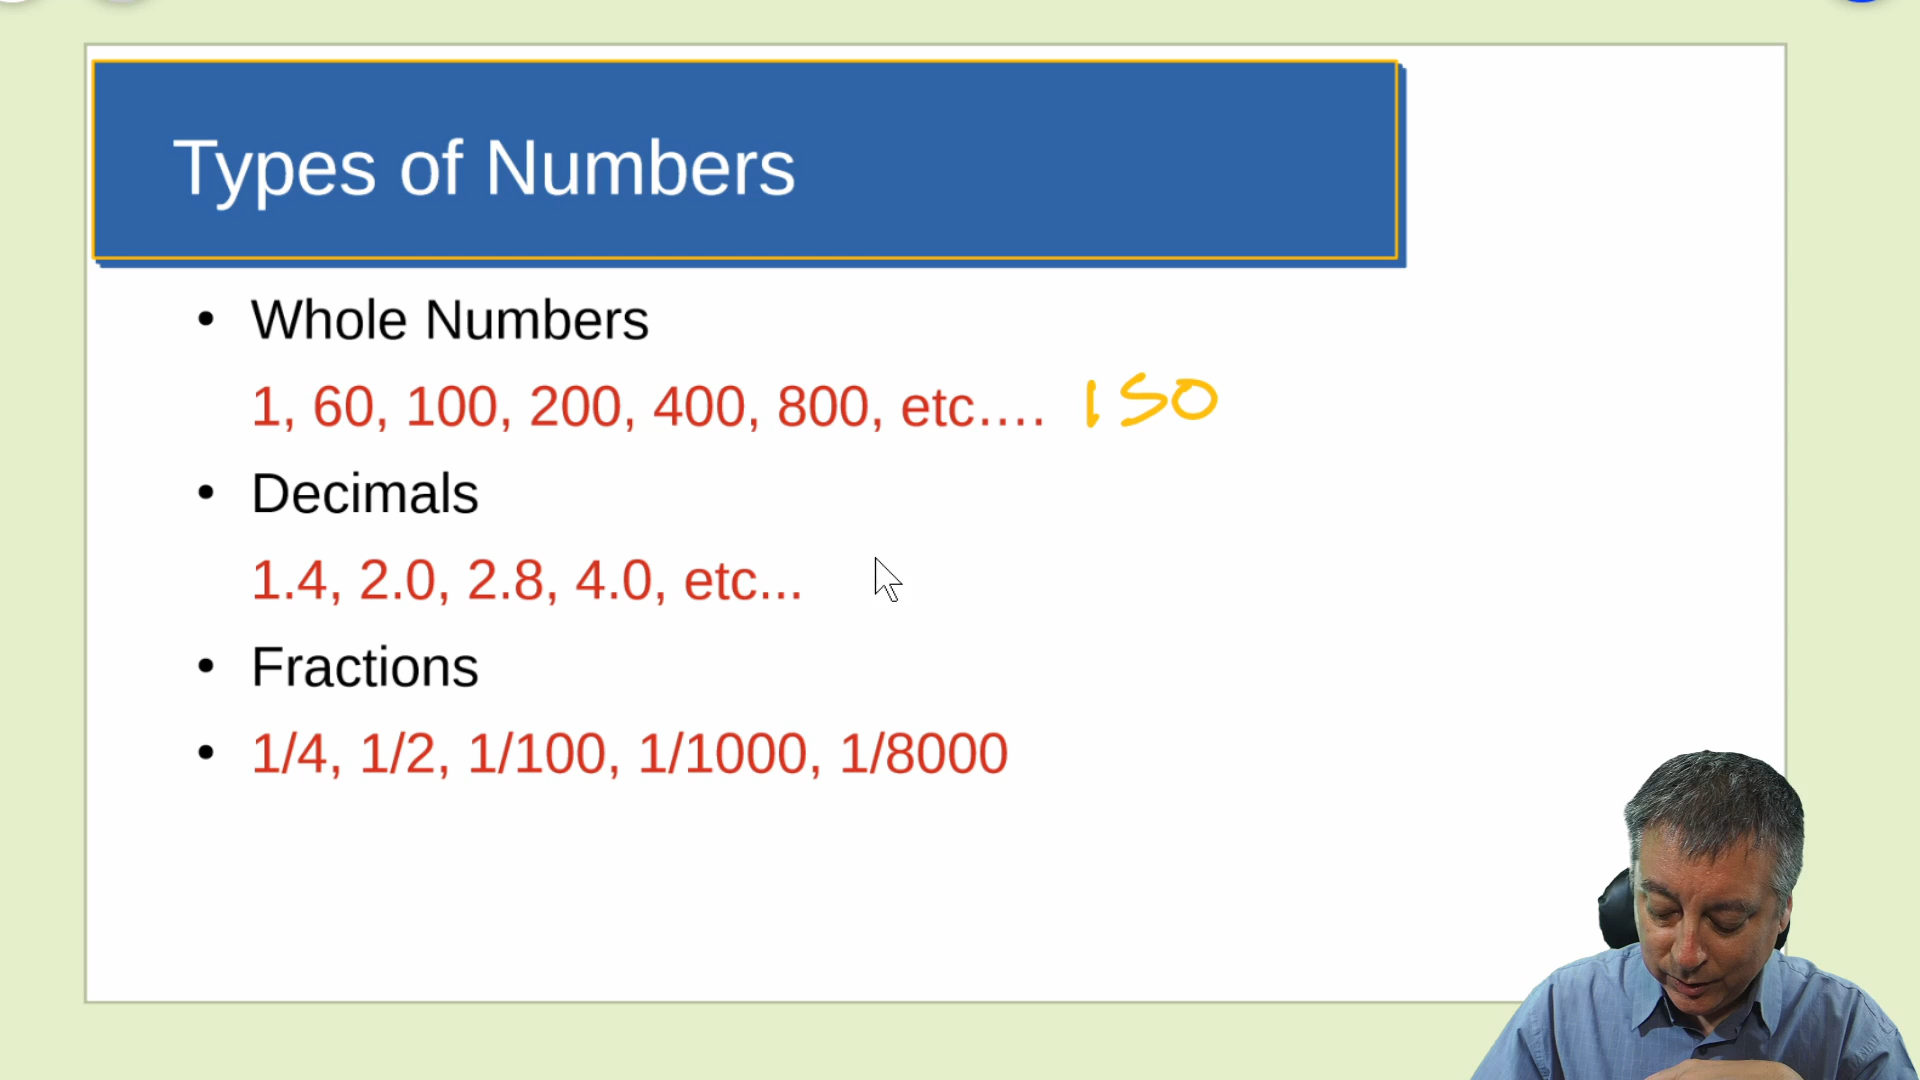 Types of Numbers
• Whole Numbers
1, 60, 100, 200, 400, 800, etc.... ISO
• Decimals
1.4, 2.0, 2.8, 4.0, etc...
• Fractions
• 1/4, 1/2, 1/100, 1/1000, 1/8000